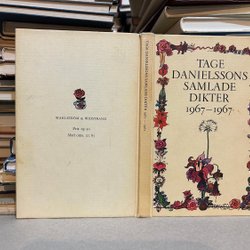 WAHLSTRÖM & WIDSTRAND
TAGE DANIELSSONS SAMLADE DIKTER 1967-1967
TAGE
DANIELSSONS
SAMLADE
DIKTER
1967-1967